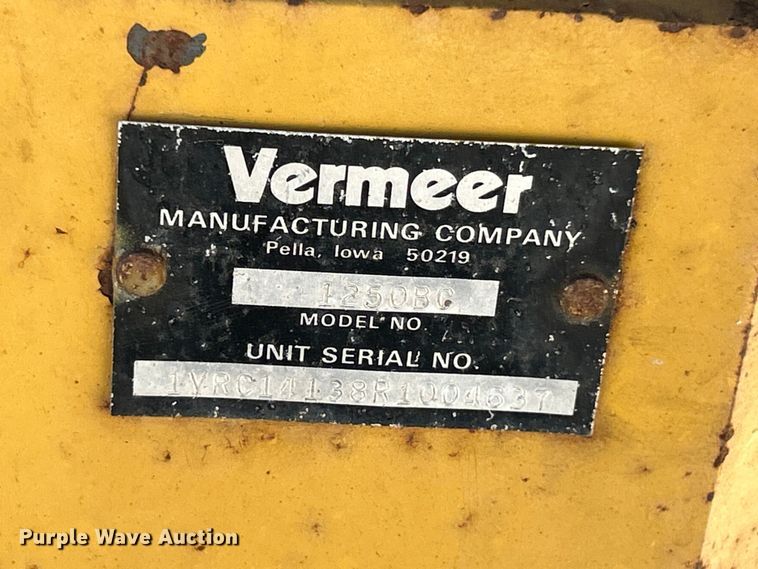 Vermeer
MANUFACTURING COMPANY
Pella, Iowa 50219
1250BC
MODEL NO.
UNIT SERIAL NO.
1VRC14138R1004637
Purple Wave Auction